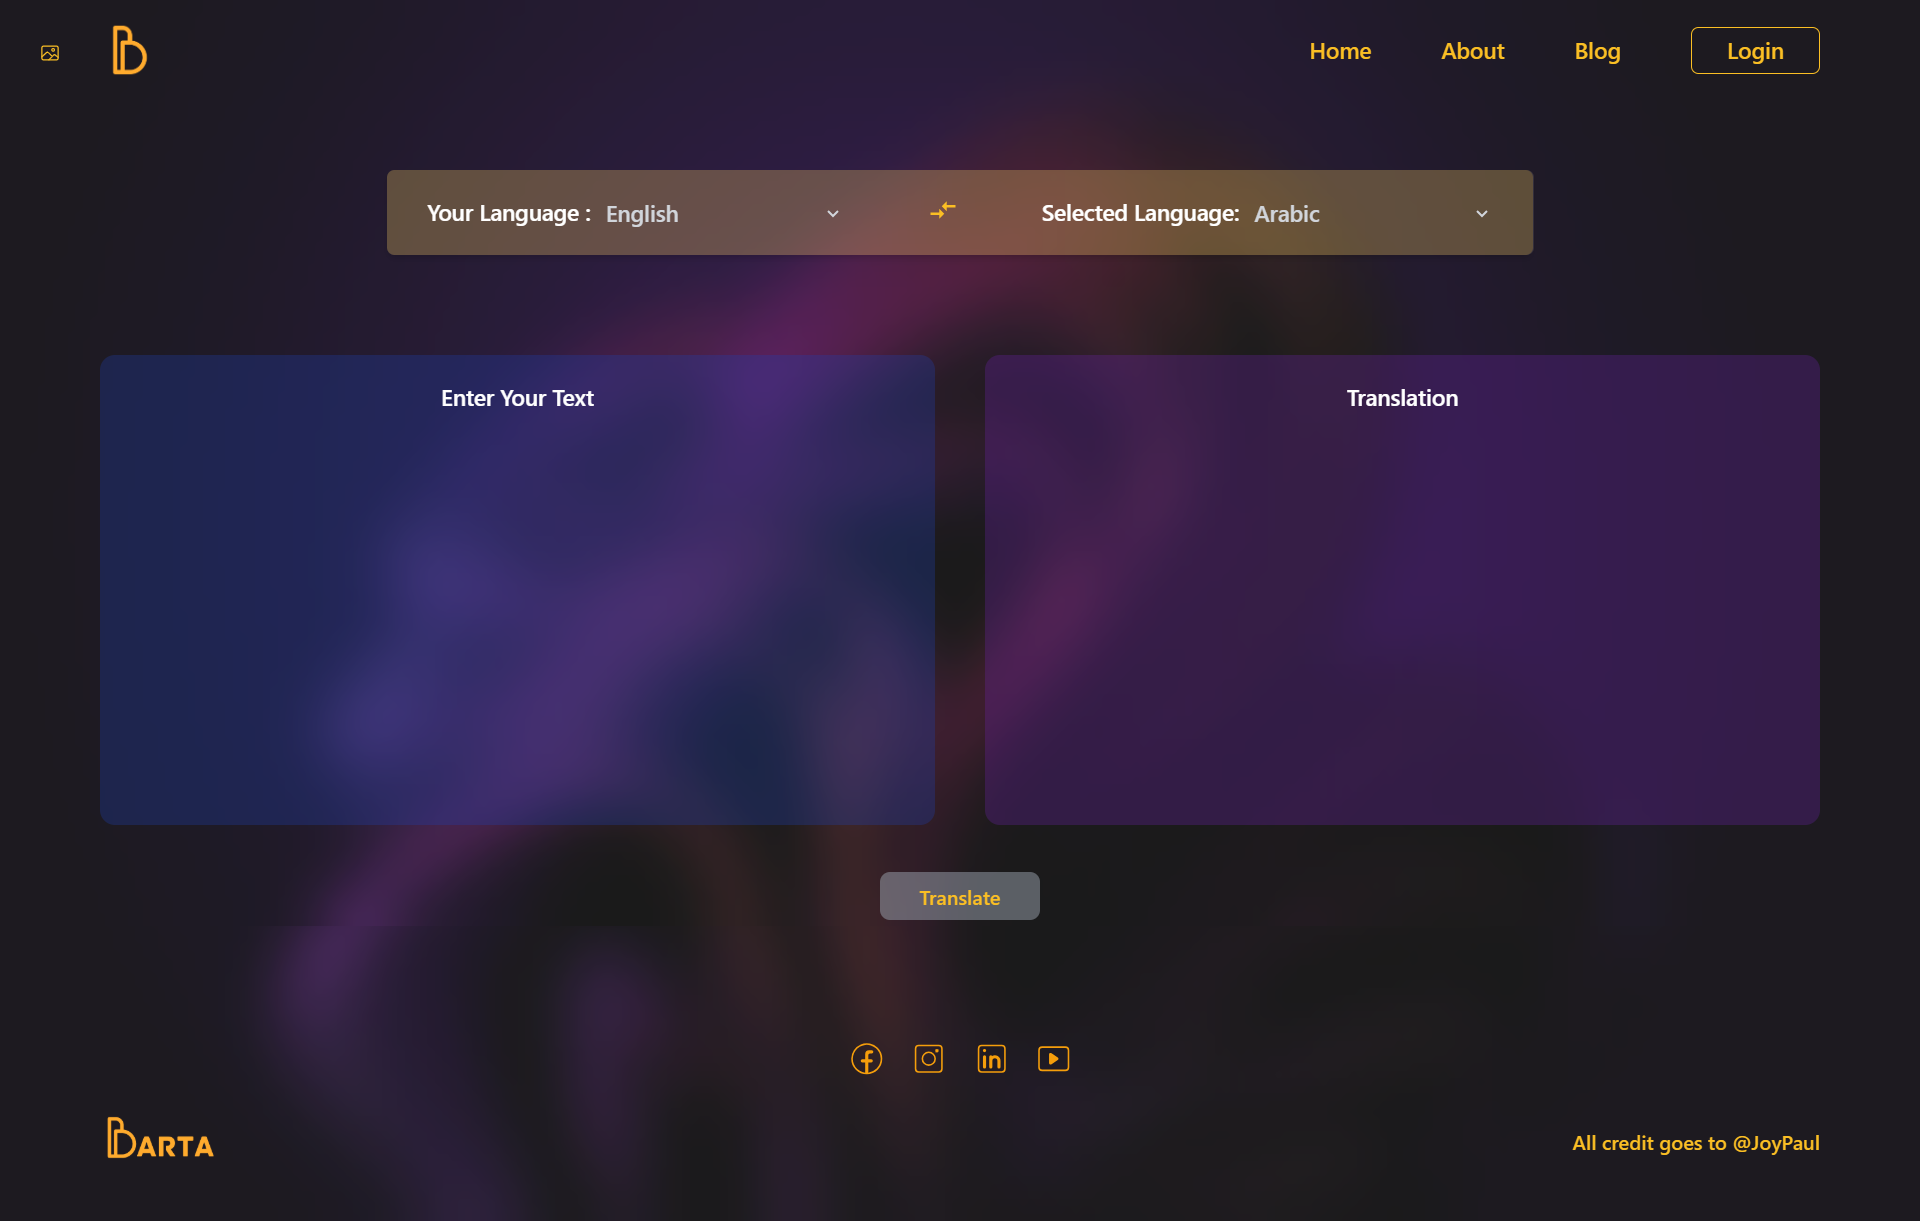 Home About Blog Login
Your Language : English Selected Language: Arabic
Enter Your Text
Translation
Translate
BARTA
All credit goes to @JoyPaul